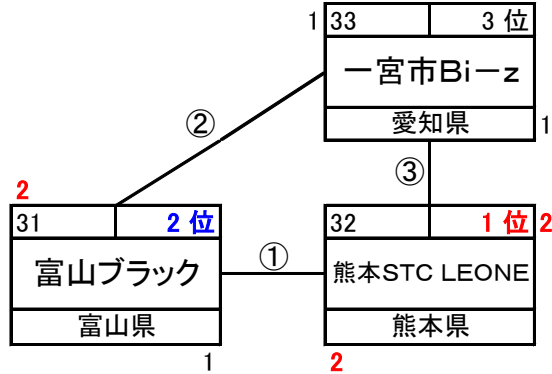 1 33 3 位
一宮市Bi－z
愛知県 1
②
③
2
31 2 位
富山ブラック
富山県
1
①
32 1 位 2
熊本STC LEONE
熊本県
2